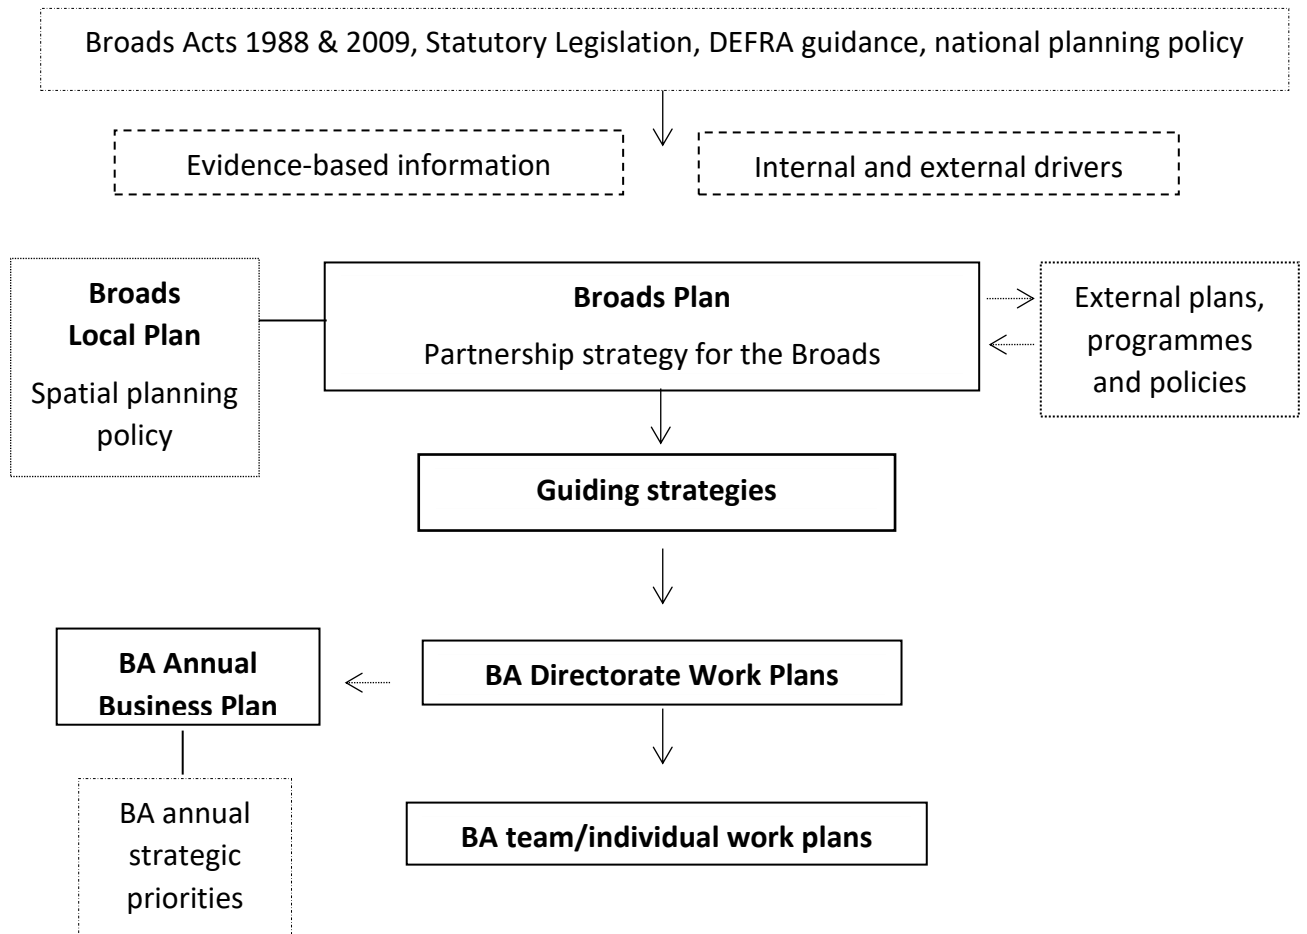 Broads Acts 1988 & 2009, Statutory Legislation, DEFRA guidance, national planning policy
Evidence-based information
Internal and external drivers
Broads
Local Plan
Spatial planning
policy
Broads Plan
Partnership strategy for the Broads
External plans,
programmes
and policies
Guiding strategies
BA Annual
Business Plan
BA Directorate Work Plans
BA annual
strategic
priorities
BA team/individual work plans